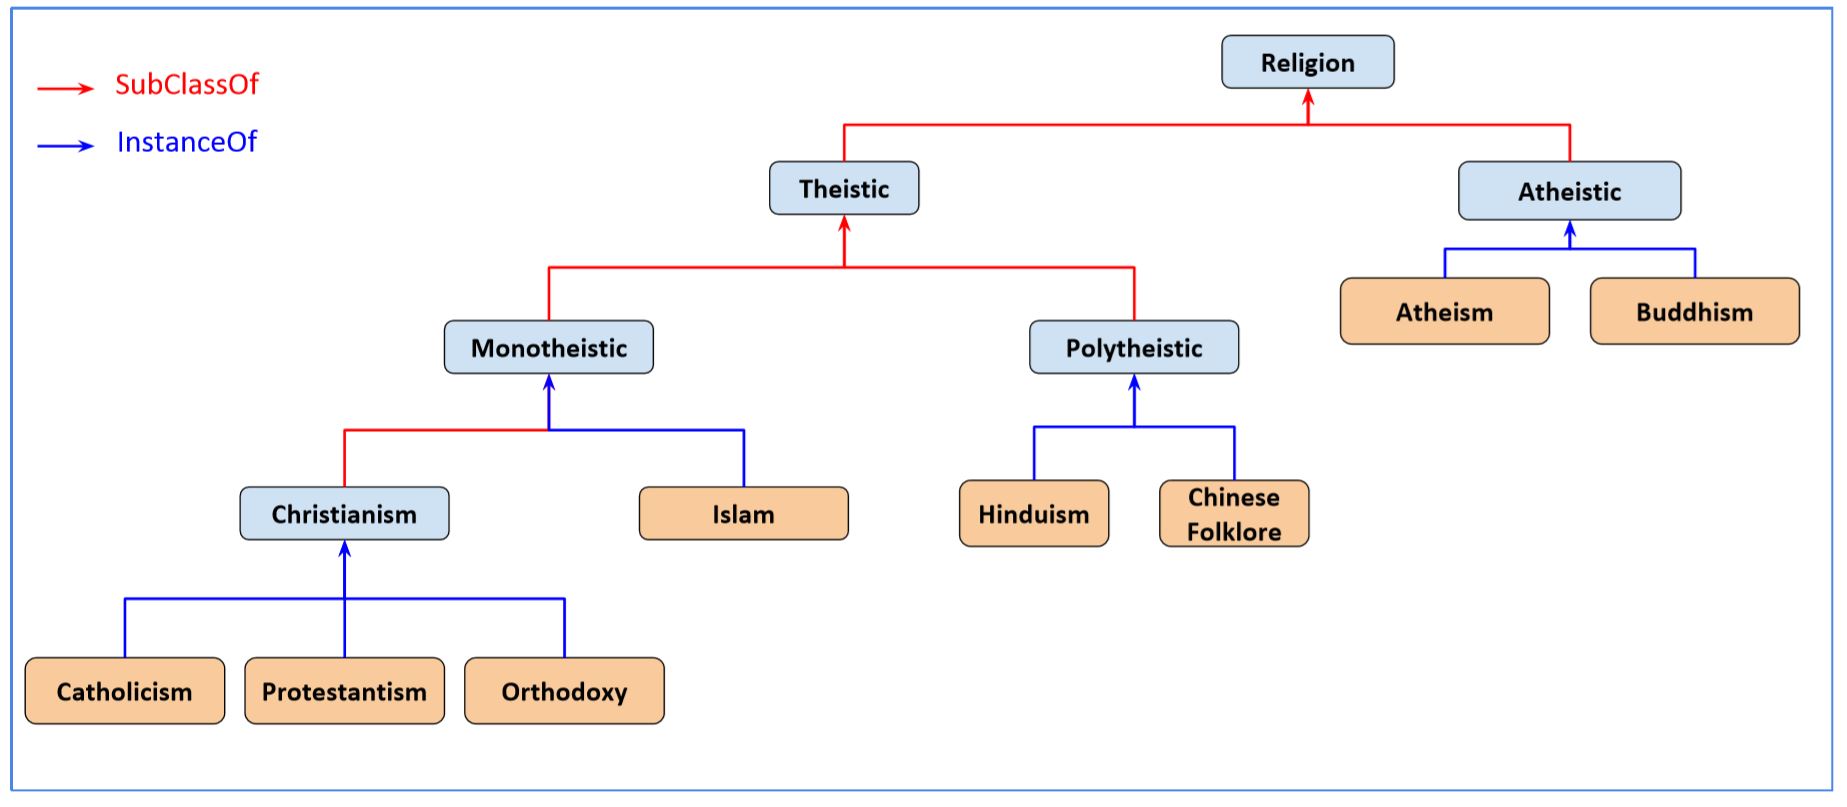 SubClassOf
InstanceOf
Religion
Theistic
Atheistic
Atheism
Buddhism
Monotheistic
Polytheistic
Christianism
Islam
Hinduism
Chinese
Folklore
Catholicism
Protestantism
Orthodoxy